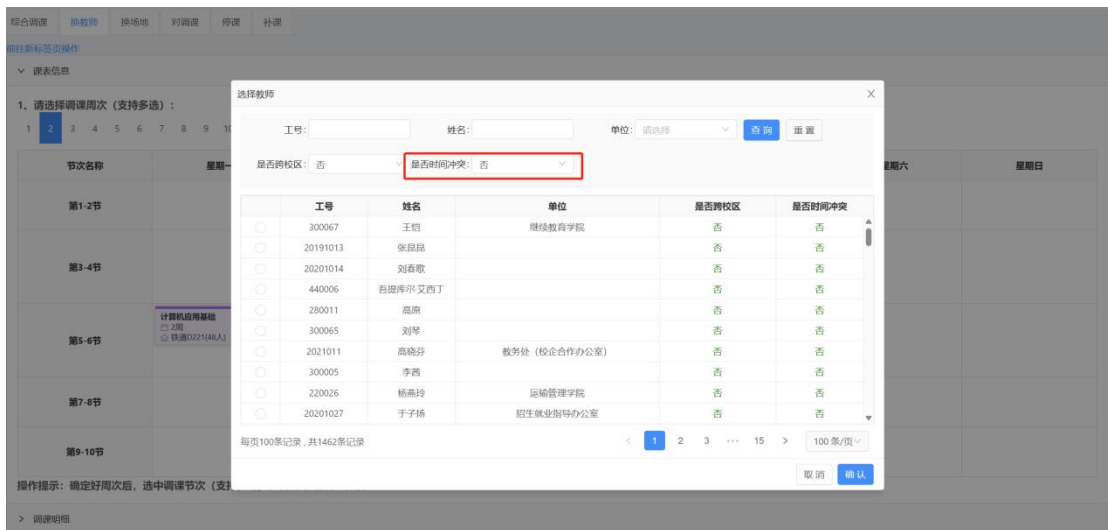 综合调课 换教师 换场地 对调课 停课 补课
前往新标签页操作
课表信息
选择教师
1、请选择调课周次（支持多选）：
1 2 3 4 5 6 7 8 9 10
工号: 姓名: 单位: 请选择 查询 重置
是否跨校区: 否 是否时间冲突: 否
节次名称 星期一 星期六 星期日
工号 姓名 单位 是否跨校区 是否时间冲突
第1-2节
300067 王恺 继续教育学院 否 否
20191013 张昆昆 否 否
20201014 刘看歌 否 否
第3-4节
440006 吾提库尔·艾西丁 否 否
280011 高原 否 否
计算机应用基础
2周
铁道D221(48人)
第5-6节
300065 刘琴 否 否
2021011 高晓芬 教务处（校企合作办公室） 否 否
300005 李茜 否 否
第7-8节
220026 杨燕玲 运输管理学院 否 否
20201027 于子扬 招生就业指导办公室 否 否
每页100条记录，共1462条记录 < 1 2 3 ··· 15 > 100 条/页
第9-10节
取消 确认
操作提示：确定好周次后，选中调课节次（支持
调课明细